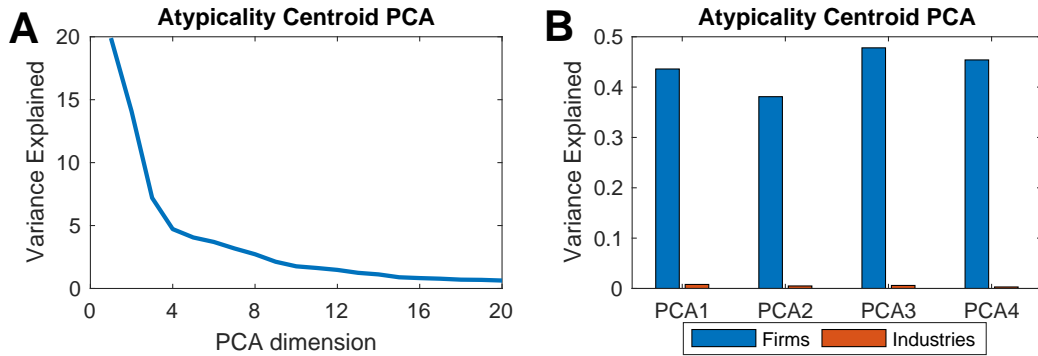 A
Atypicality Centroid PCA
Variance Explained
20
15
10
5
0
0 4 8 12 16 20
PCA dimension
B
Atypicality Centroid PCA
Variance Explained
0.5
0.4
0.3
0.2
0.1
0
PCA1 PCA2 PCA3 PCA4
Firms Industries